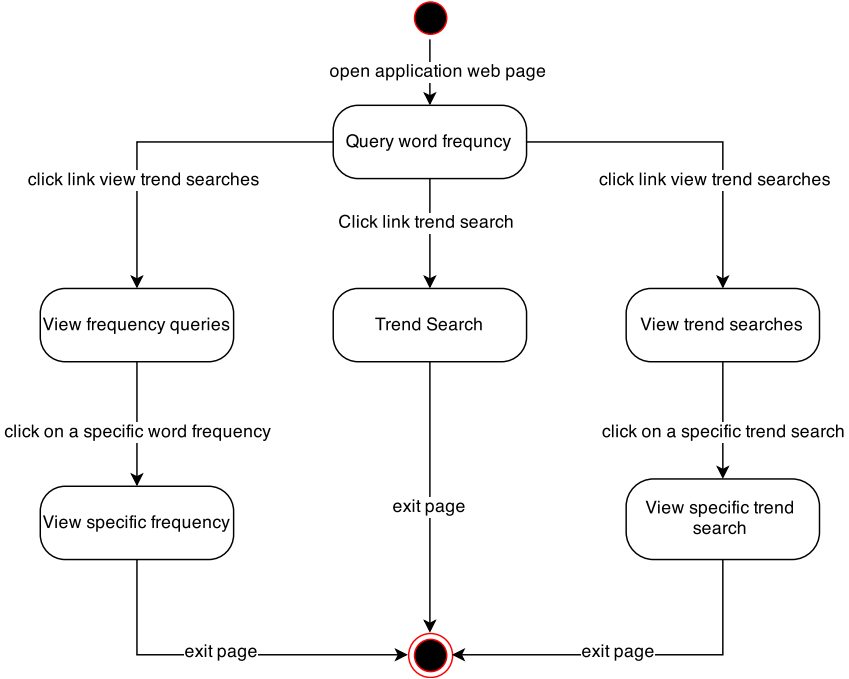 open application web page
Query word frequncy
click link view trend searches
click link view trend searches
Click link trend search
View frequency queries
Trend Search
View trend searches
click on a specific word frequency
click on a specific trend search
exit page
View specific frequency
View specific trend
search
exit page
exit page